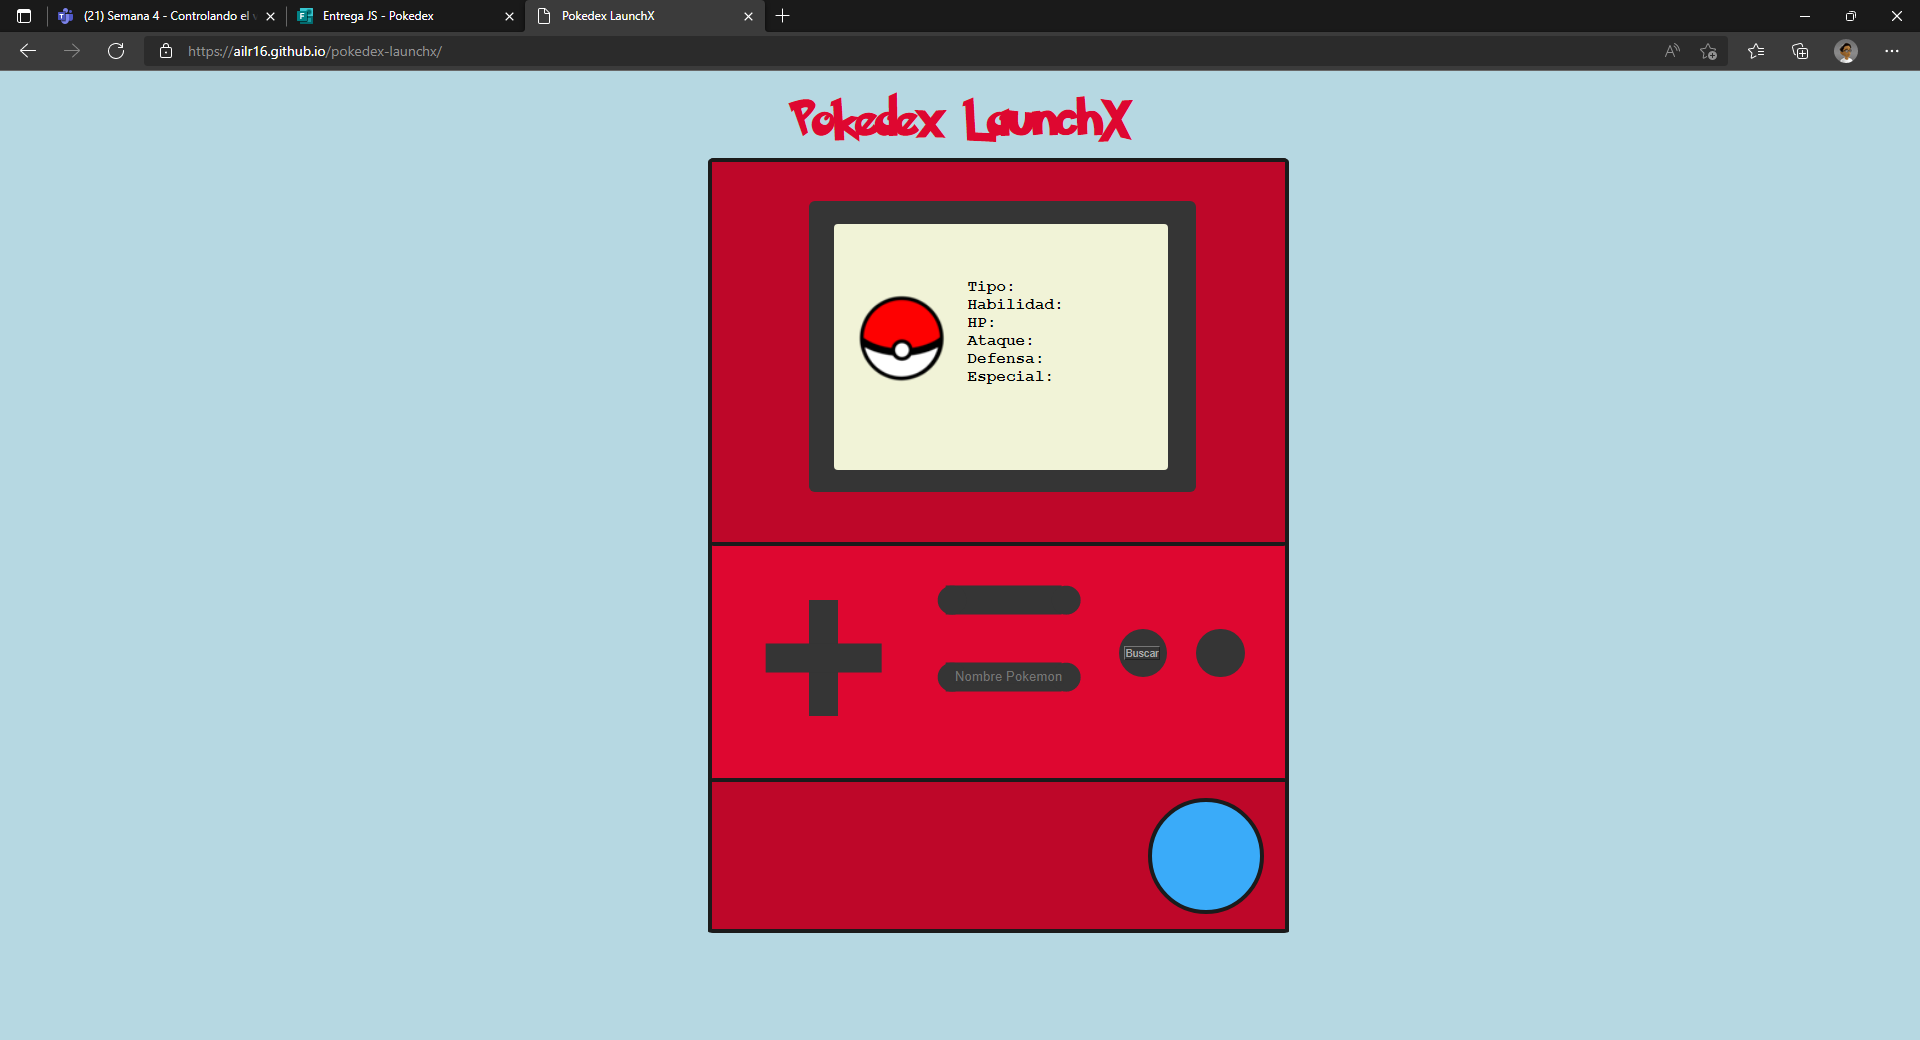 (21) Semana 4 - Controlando el
Entrega JS - Pokedex
Pokedex LaunchX
https://ailr16.github.io/pokedex-launchx/
Pokedex LaunchX
Tipo:
Habilidad:
HP:
Ataque:
Defensa:
Especial:
Nombre Pokemon
Buscar